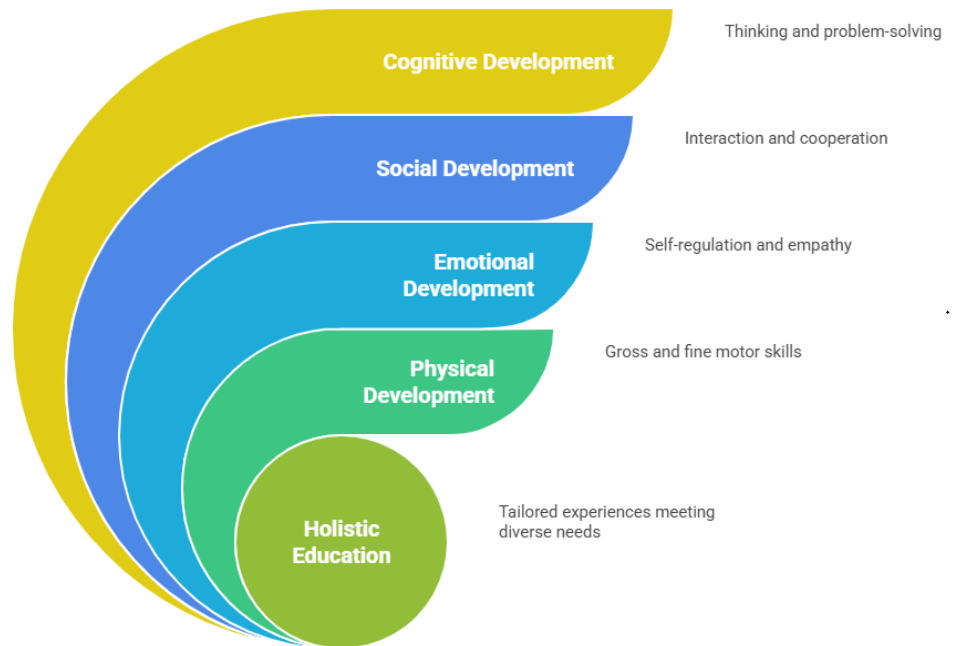 Cognitive Development
Thinking and problem-solving
Social Development
Interaction and cooperation
Emotional
Development
Self-regulation and empathy
Physical
Development
Gross and fine motor skills
Holistic
Education
Tailored experiences meeting
diverse needs